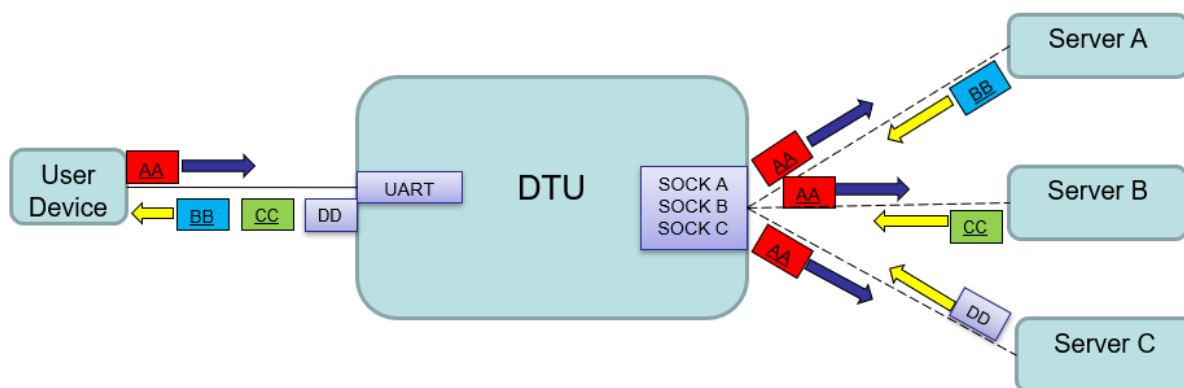 Server A
BB
AA
User
Device
AA
UART
DTU
SOCK A
SOCK B
SOCK C
AA
Server B
BB
CC
DD
CC
AA
DD
Server C